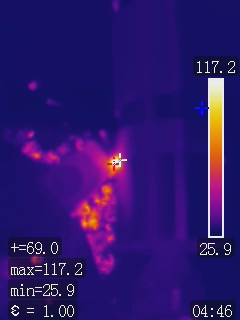 117.2
25.9
+=69.0
max=117.2
min=25.9
ε = 1.00
04:46